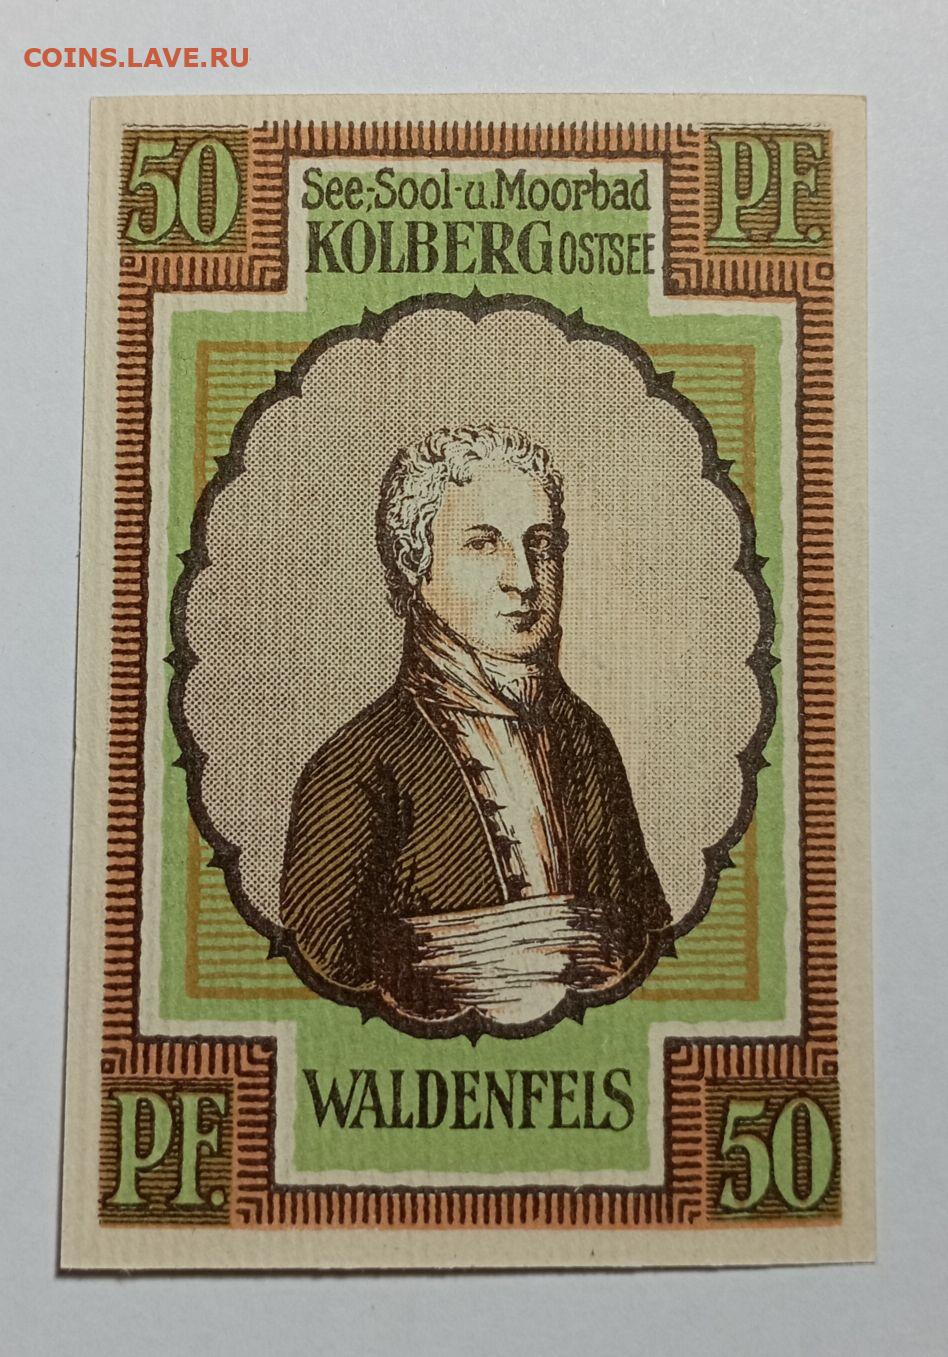 COINS.LAVE.RU
50 PF.
See-,Sool-u.Moorbad
KOLBERG OSTSEE
WALDENFELS
PF. 50